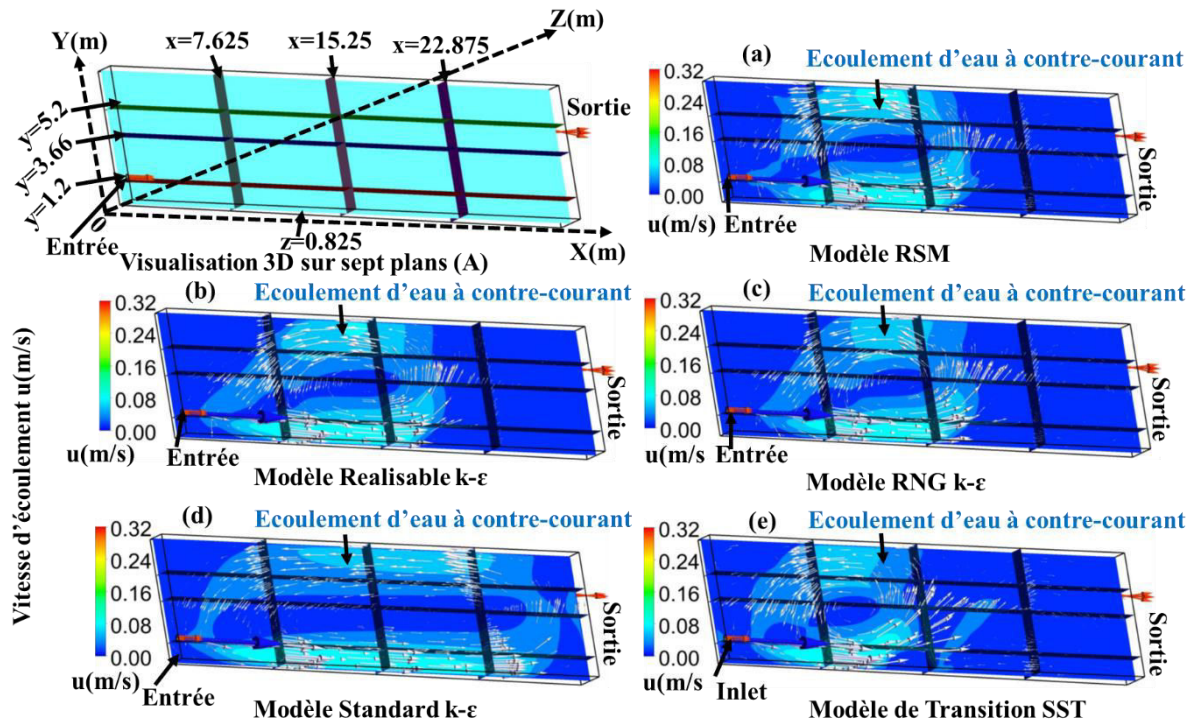 Vitesse d'écoulement u(m/s)
Y(m)
x=7.625
x=15.25
x=22.875
Z(m)
y=5.2
y=3.66
y=1.2
Sortie
O
Entrée
z=0.825
X(m)
Visualisation 3D sur sept plans (A)
(a)
Ecoulement d'eau à contre-courant
0.32
0.24
0.16
0.08
0.00
u(m/s)
Entrée
Sortie
Modèle RSM
(b)
Ecoulement d'eau à contre-courant
0.32
0.24
0.16
0.08
0.00
u(m/s)
Entrée
Sortie
Modèle Realisable k-ε
(c)
Ecoulement d'eau à contre-courant
0.32
0.24
0.16
0.08
0.00
u(m/s
Entrée
Sortie
Modèle RNG k-ε
(d)
Ecoulement d'eau à contre-courant
0.32
0.24
0.16
0.08
0.00
u(m/s)
Entrée
Sortie
Modèle Standard k-ε
(e)
Ecoulement d'eau à contre-courant
0.32
0.24
0.16
0.08
0.00
u(m/s
Inlet
Sortie
Modèle de Transition SST